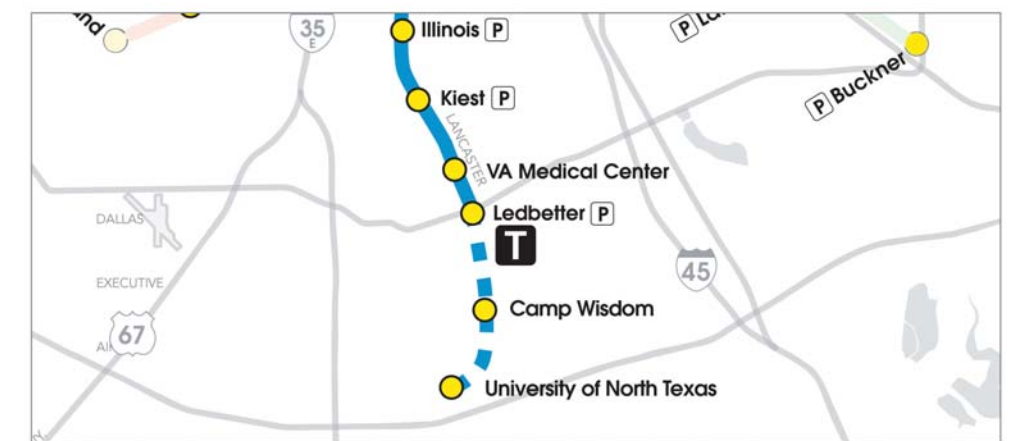 35
E
Illinois P
Kiest P
LANCASTER
P Buckner
VA Medical Center
Ledbetter P
T
DALLAS
EXECUTIVE
45
Camp Wisdom
67
University of North Texas